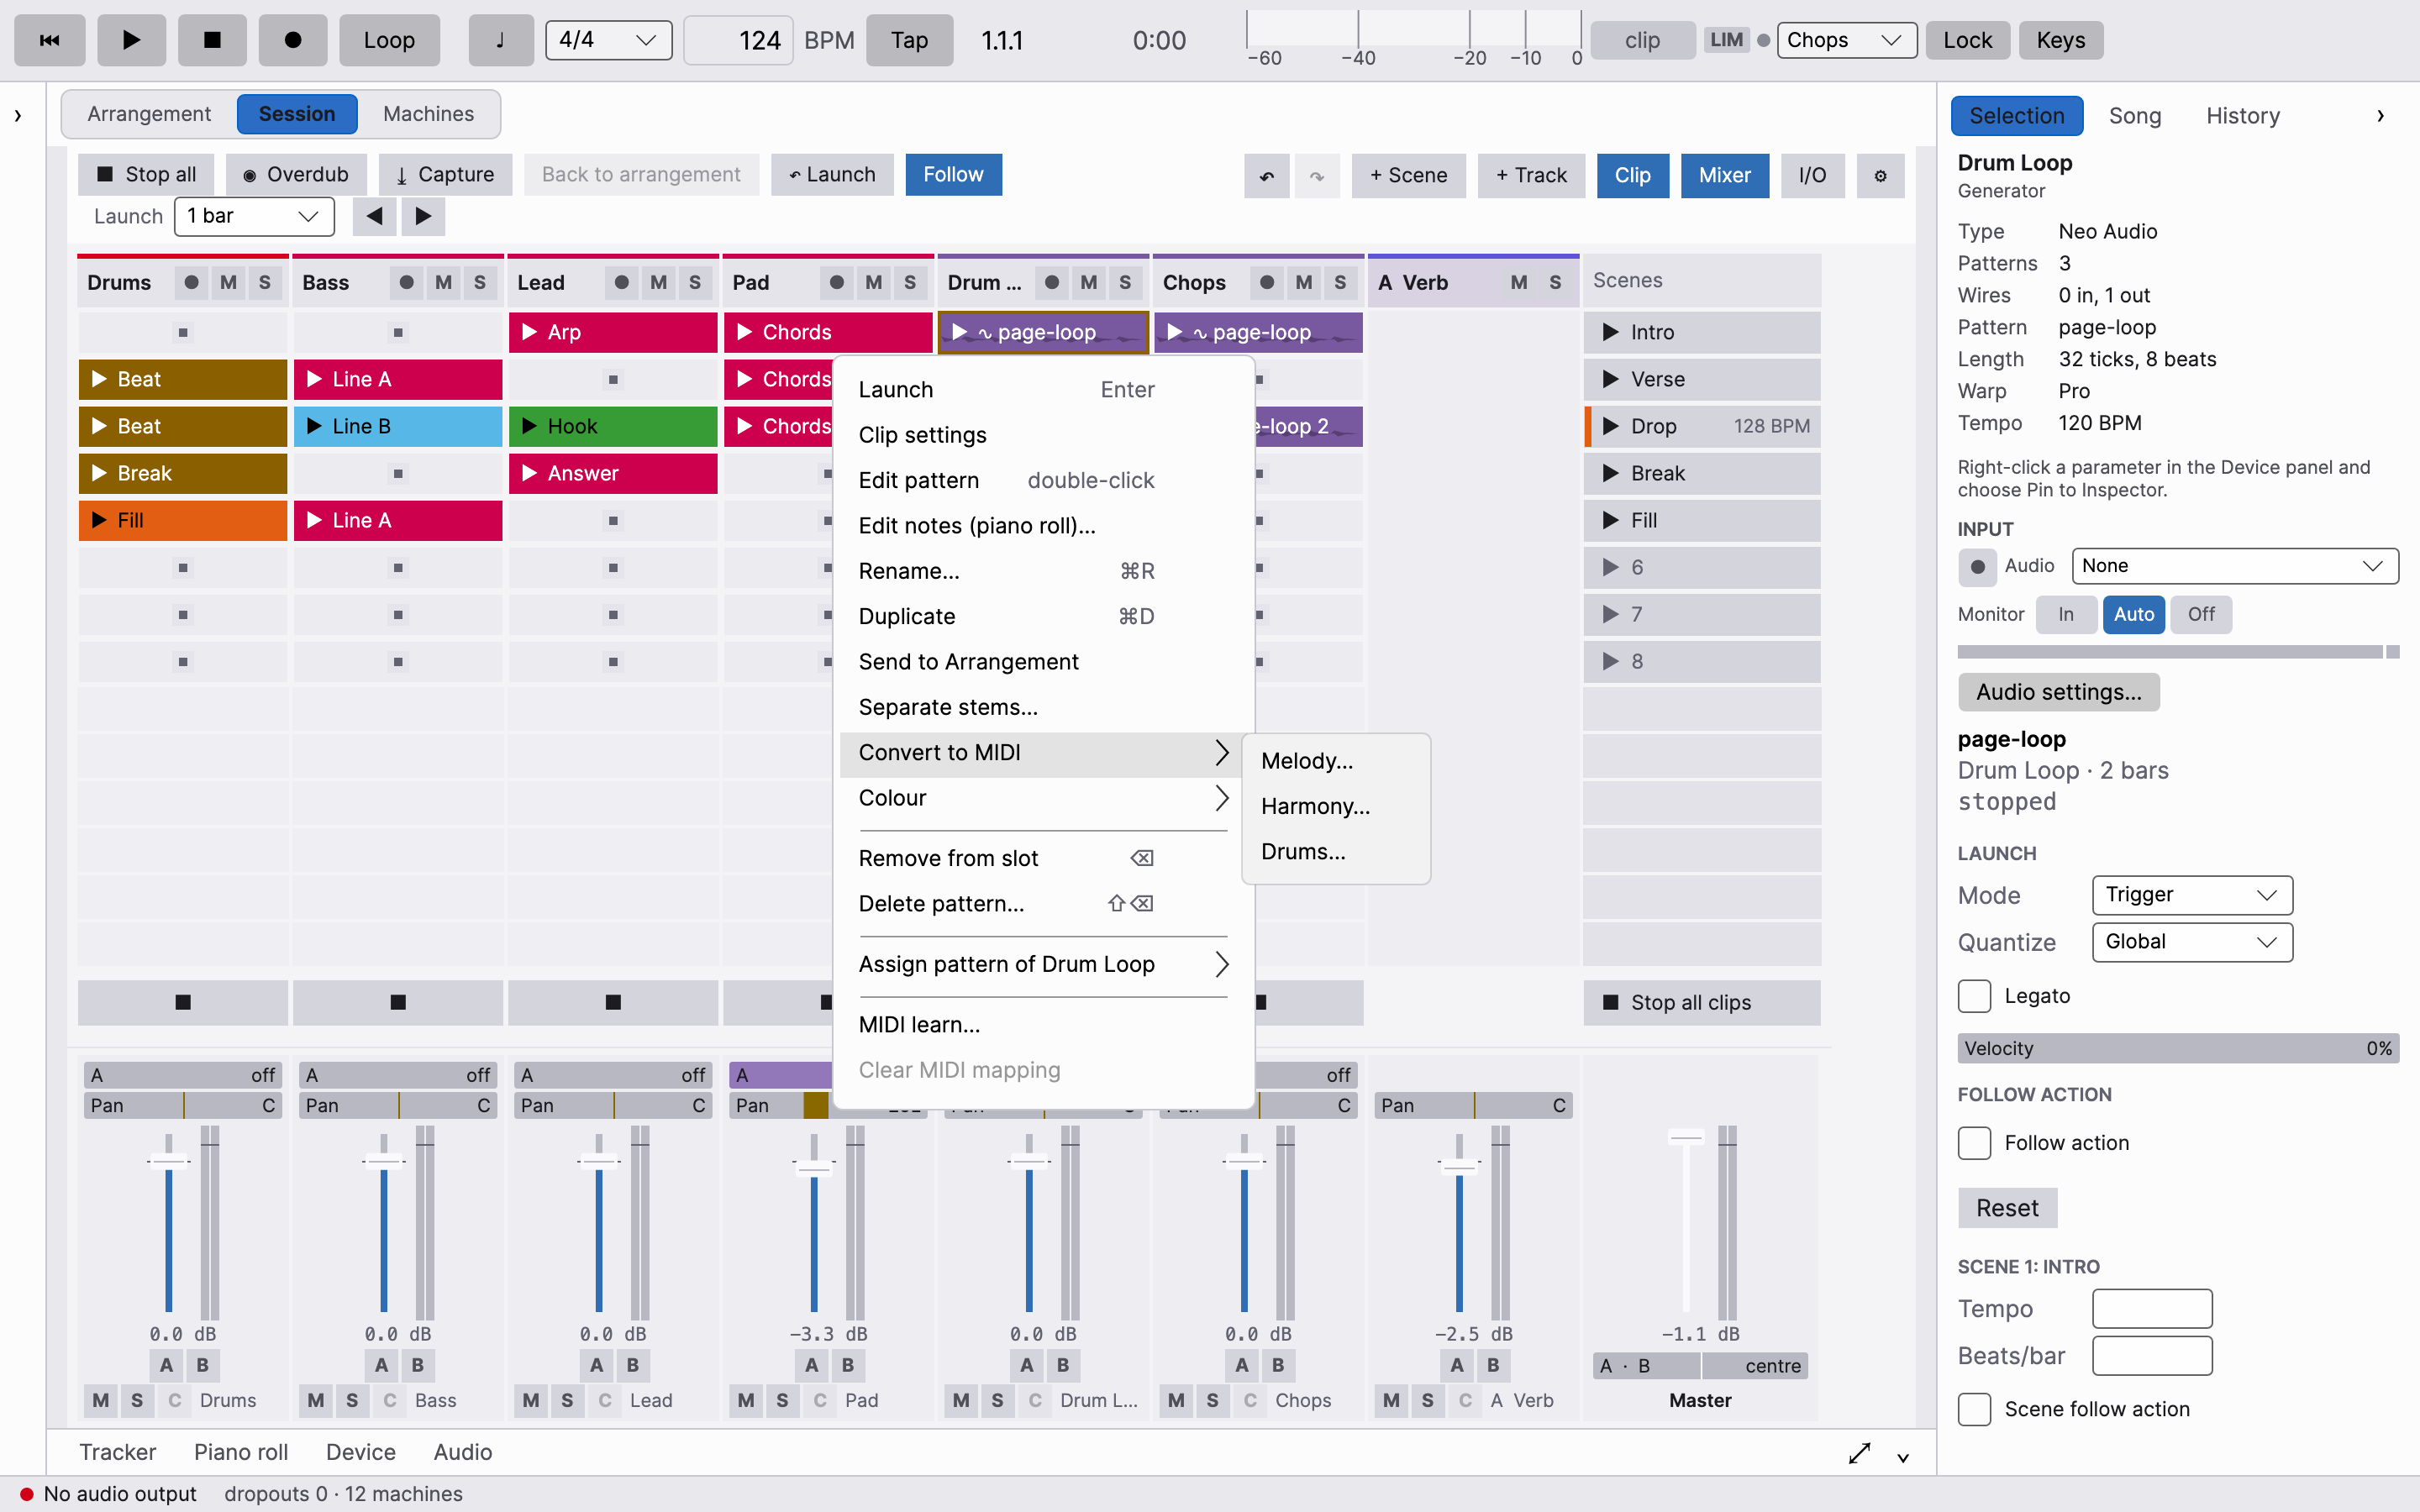 Loop
4/4
124 BPM
Tap
1.1.1
0:00
−60 −40 −20 −10 0
clip
LIM
Chops
Lock
Keys
Arrangement Session Machines
Stop all
Overdub
Capture
Back to arrangement
Launch
Follow
+ Scene
+ Track
Clip
Mixer
I/O
Launch 1 bar
Drums M S
Bass M S
Lead M S
Pad M S
Drum ... M S
Chops M S
A Verb M S
Scenes
Arp
Chords
page-loop
page-loop
Intro
Beat
Line A
Chords
Verse
Beat
Line B
Hook
Chords
e-loop 2
Drop 128 BPM
Break
Answer
Break
Fill
Line A
Fill
6
7
8
Stop all clips
Launch Enter
Clip settings
Edit pattern double-click
Edit notes (piano roll)...
Rename... ⌘R
Duplicate ⌘D
Send to Arrangement
Separate stems...
Convert to MIDI
Colour
Remove from slot ⌫
Delete pattern... ⇧⌫
Assign pattern of Drum Loop
MIDI learn...
Clear MIDI mapping
Melody...
Harmony...
Drums...
A off
A off
A off
A
off
Pan C
Pan C
Pan C
Pan
C
Pan C
0.0 dB
0.0 dB
0.0 dB
−3.3 dB
0.0 dB
0.0 dB
−2.5 dB
−1.1 dB
A B
A B
A B
A B
A B
A B
A B
A · B centre
M S C Drums
M S C Bass
M S C Lead
M S C Pad
M S C Drum L...
M S C Chops
M S C A Verb
Master
Tracker Piano roll Device Audio
No audio output dropouts 0 · 12 machines
Selection Song History
Drum Loop
Generator
Type Neo Audio
Patterns 3
Wires 0 in, 1 out
Pattern page-loop
Length 32 ticks, 8 beats
Warp Pro
Tempo 120 BPM
Right-click a parameter in the Device panel and
choose Pin to Inspector.
INPUT
Audio None
Monitor In Auto Off
Audio settings...
page-loop
Drum Loop · 2 bars
stopped
LAUNCH
Mode Trigger
Quantize Global
Legato
Velocity 0%
FOLLOW ACTION
Follow action
Reset
SCENE 1: INTRO
Tempo
Beats/bar
Scene follow action